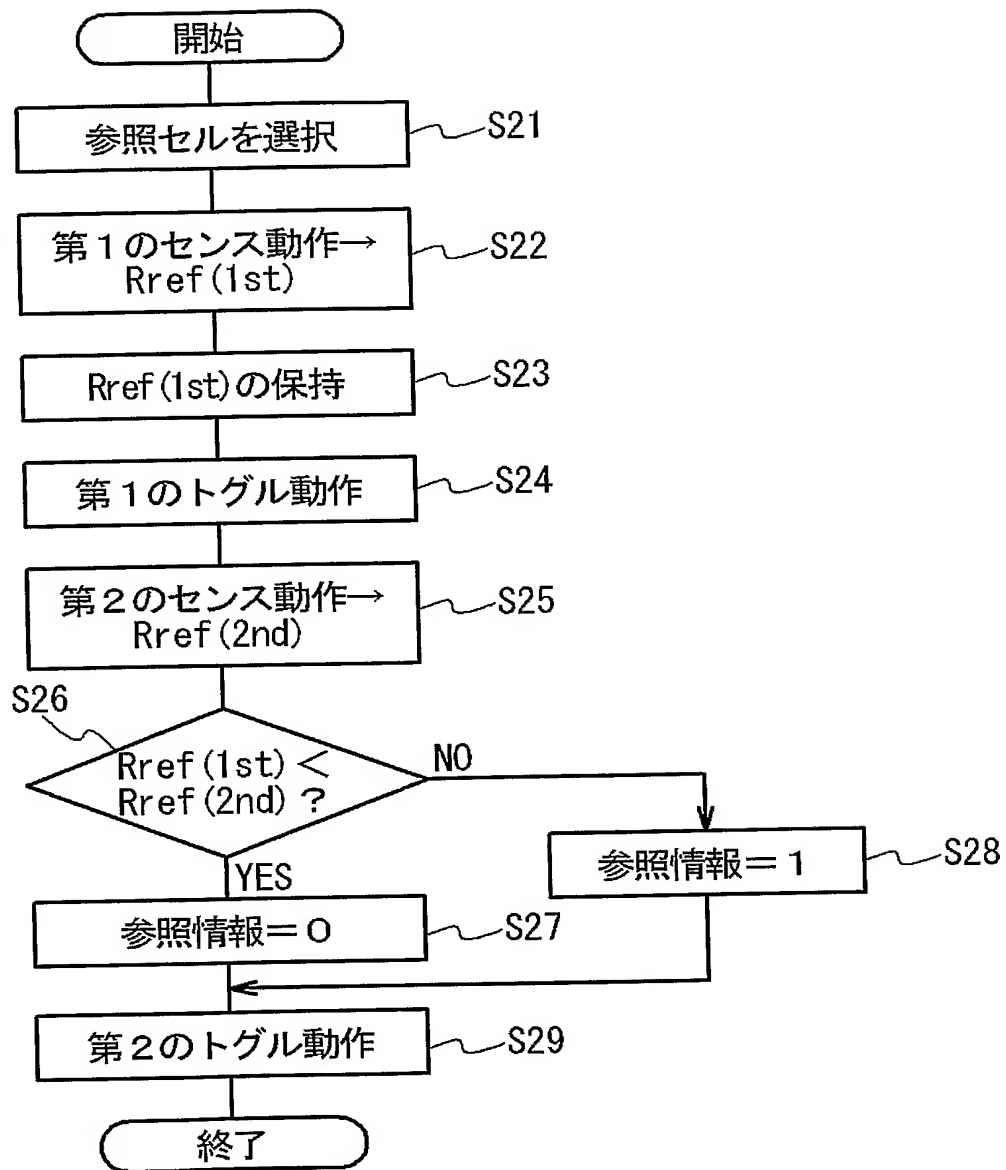 開始
参照セルを選択
S21
第1のセンス動作→
Rref(1st)
S22
Rref(1st)の保持
S23
第1のトグル動作
S24
第2のセンス動作→
Rref(2nd)
S25
S26
Rref(1st)<
Rref(2nd)?
NO
YES
参照情報=1
S28
参照情報=0
S27
第2のトグル動作
S29
終了